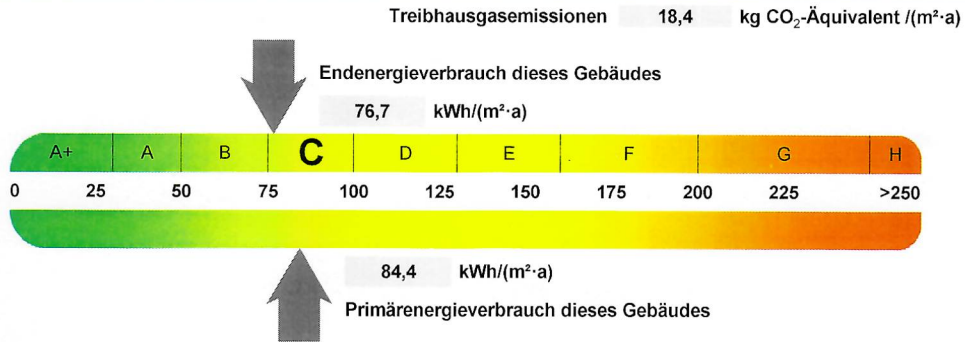 Treibhausgasemissionen 18,4 kg CO₂-Äquivalent /(m²·a)
Endenergieverbrauch dieses Gebäudes
76,7 kWh/(m²·a)
A+ A B C D E F G H
0 25 50 75 100 125 150 175 200 225 >250
84,4 kWh/(m²·a)
Primärenergieverbrauch dieses Gebäudes